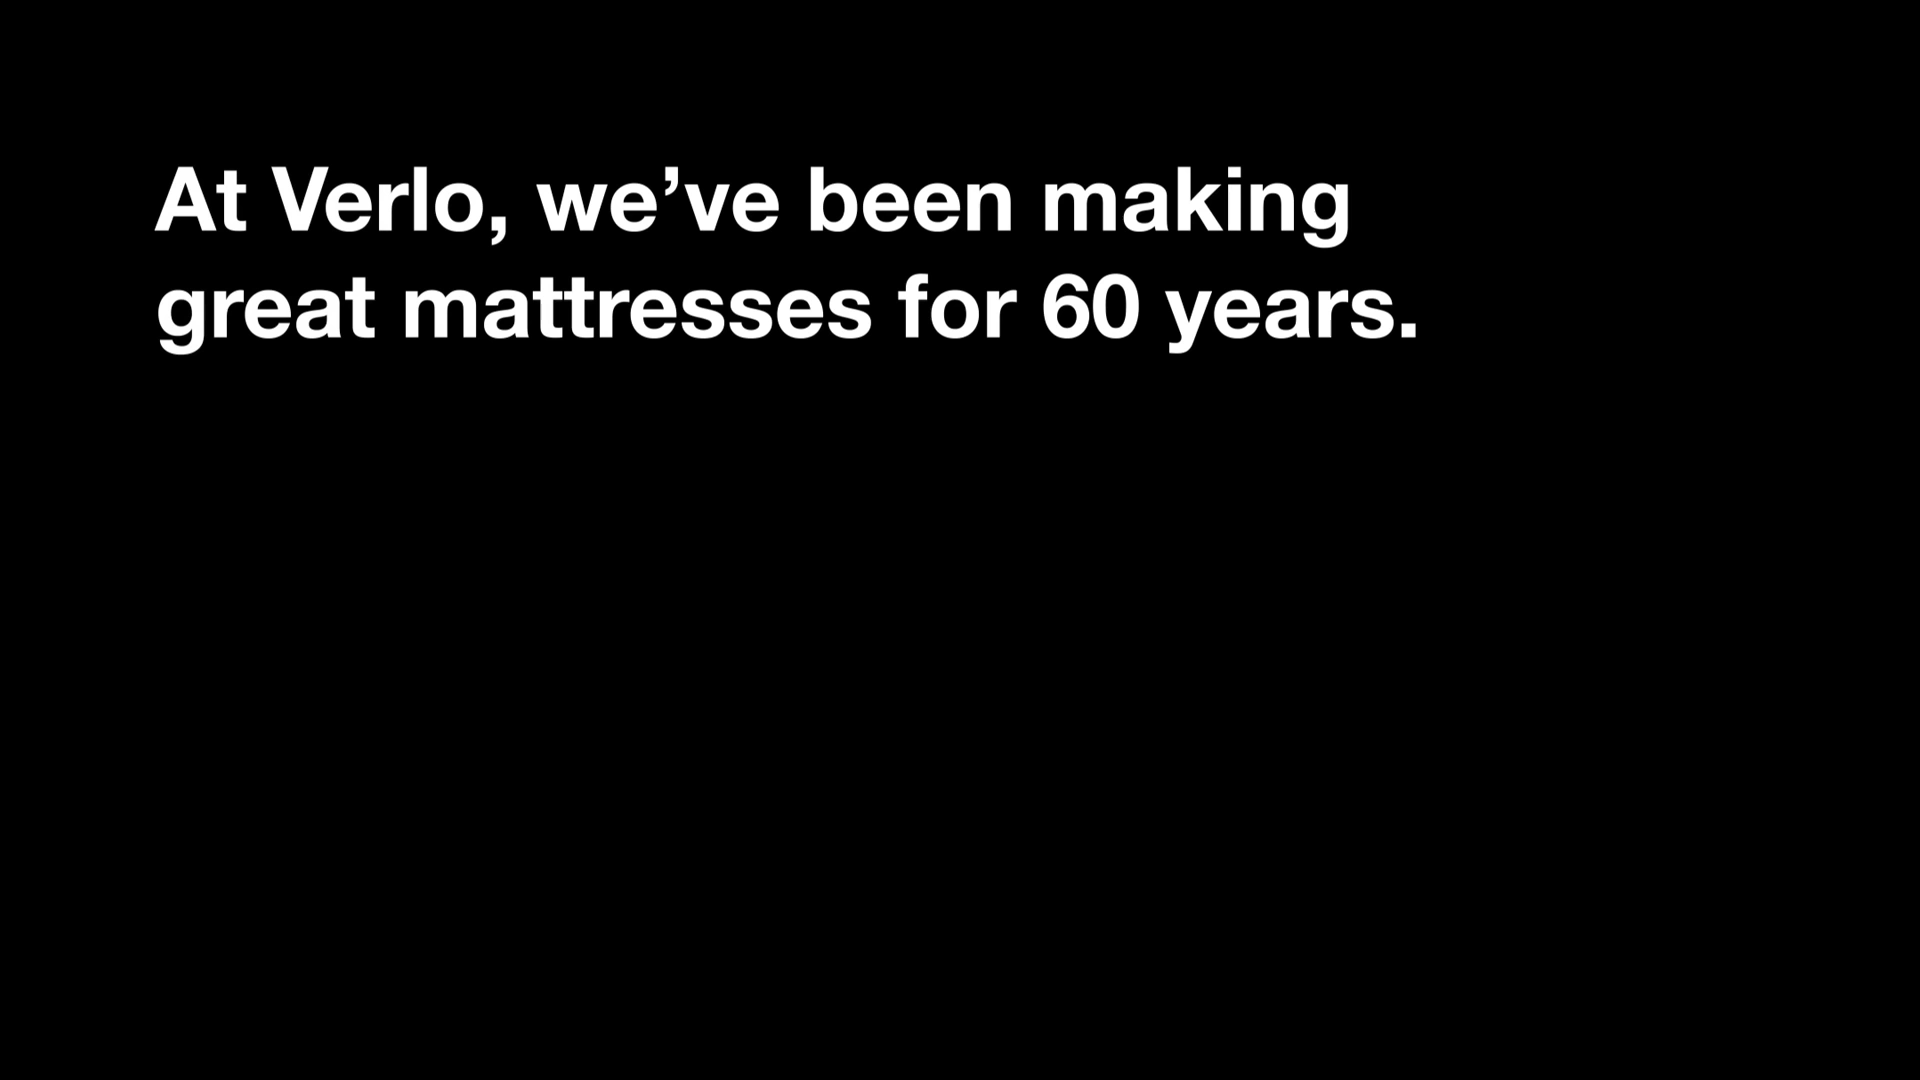 At Verlo, we’ve been making
great mattresses for 60 years.